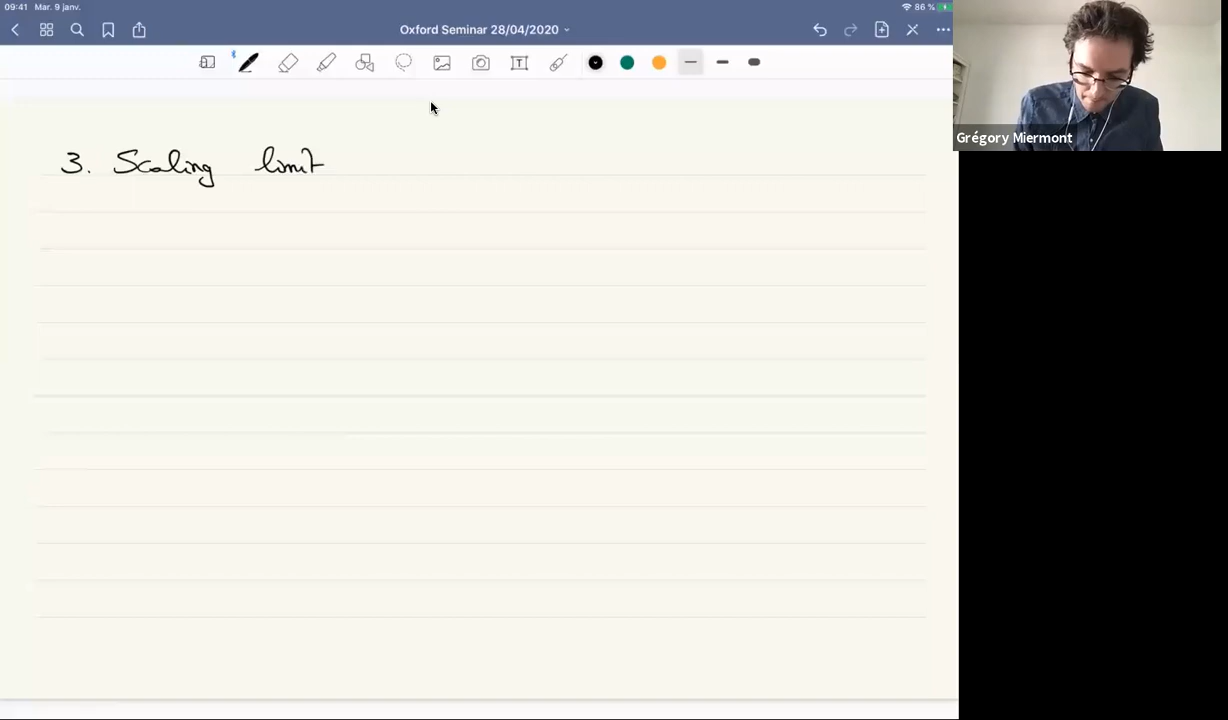 09:41 Mar. 9 janv.
86 %
Oxford Seminar 28/04/2020
T
Grégory Miermont
3. Scaling limit